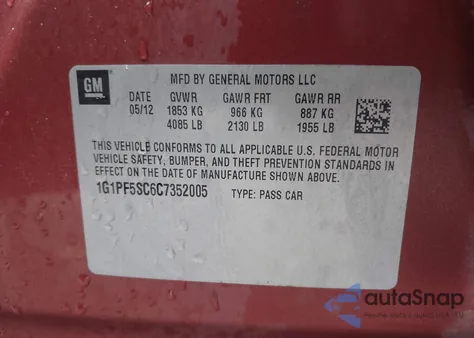 GM
MFD BY GENERAL MOTORS LLC
DATE GVWR GAWR FRT GAWR RR
05/12 1853 KG 966 KG 887 KG
4085 LB 2130 LB 1955 LB
THIS VEHICLE CONFORMS TO ALL APPLICABLE U.S. FEDERAL MOTOR
VEHICLE SAFETY, BUMPER, AND THEFT PREVENTION STANDARDS IN
EFFECT ON THE DATE OF MANUFACTURE SHOWN ABOVE.
1G1PF5SC6C7352005 TYPE: PASS CAR
autoSnap